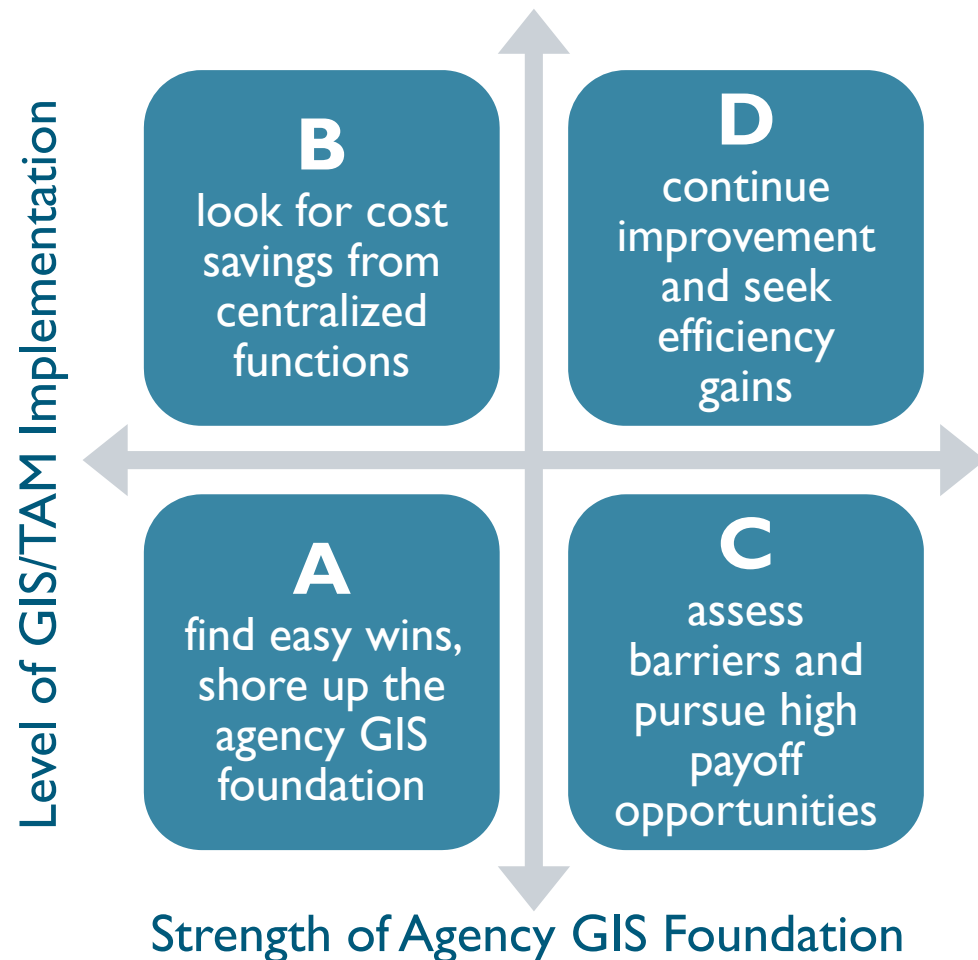 Level of GIS/TAM Implementation
B
look for cost
savings from
centralized
functions
D
continue
improvement
and seek
efficiency
gains
A
find easy wins,
shore up the
agency GIS
foundation
C
assess
barriers and
pursue high
payoff
opportunities
Strength of Agency GIS Foundation